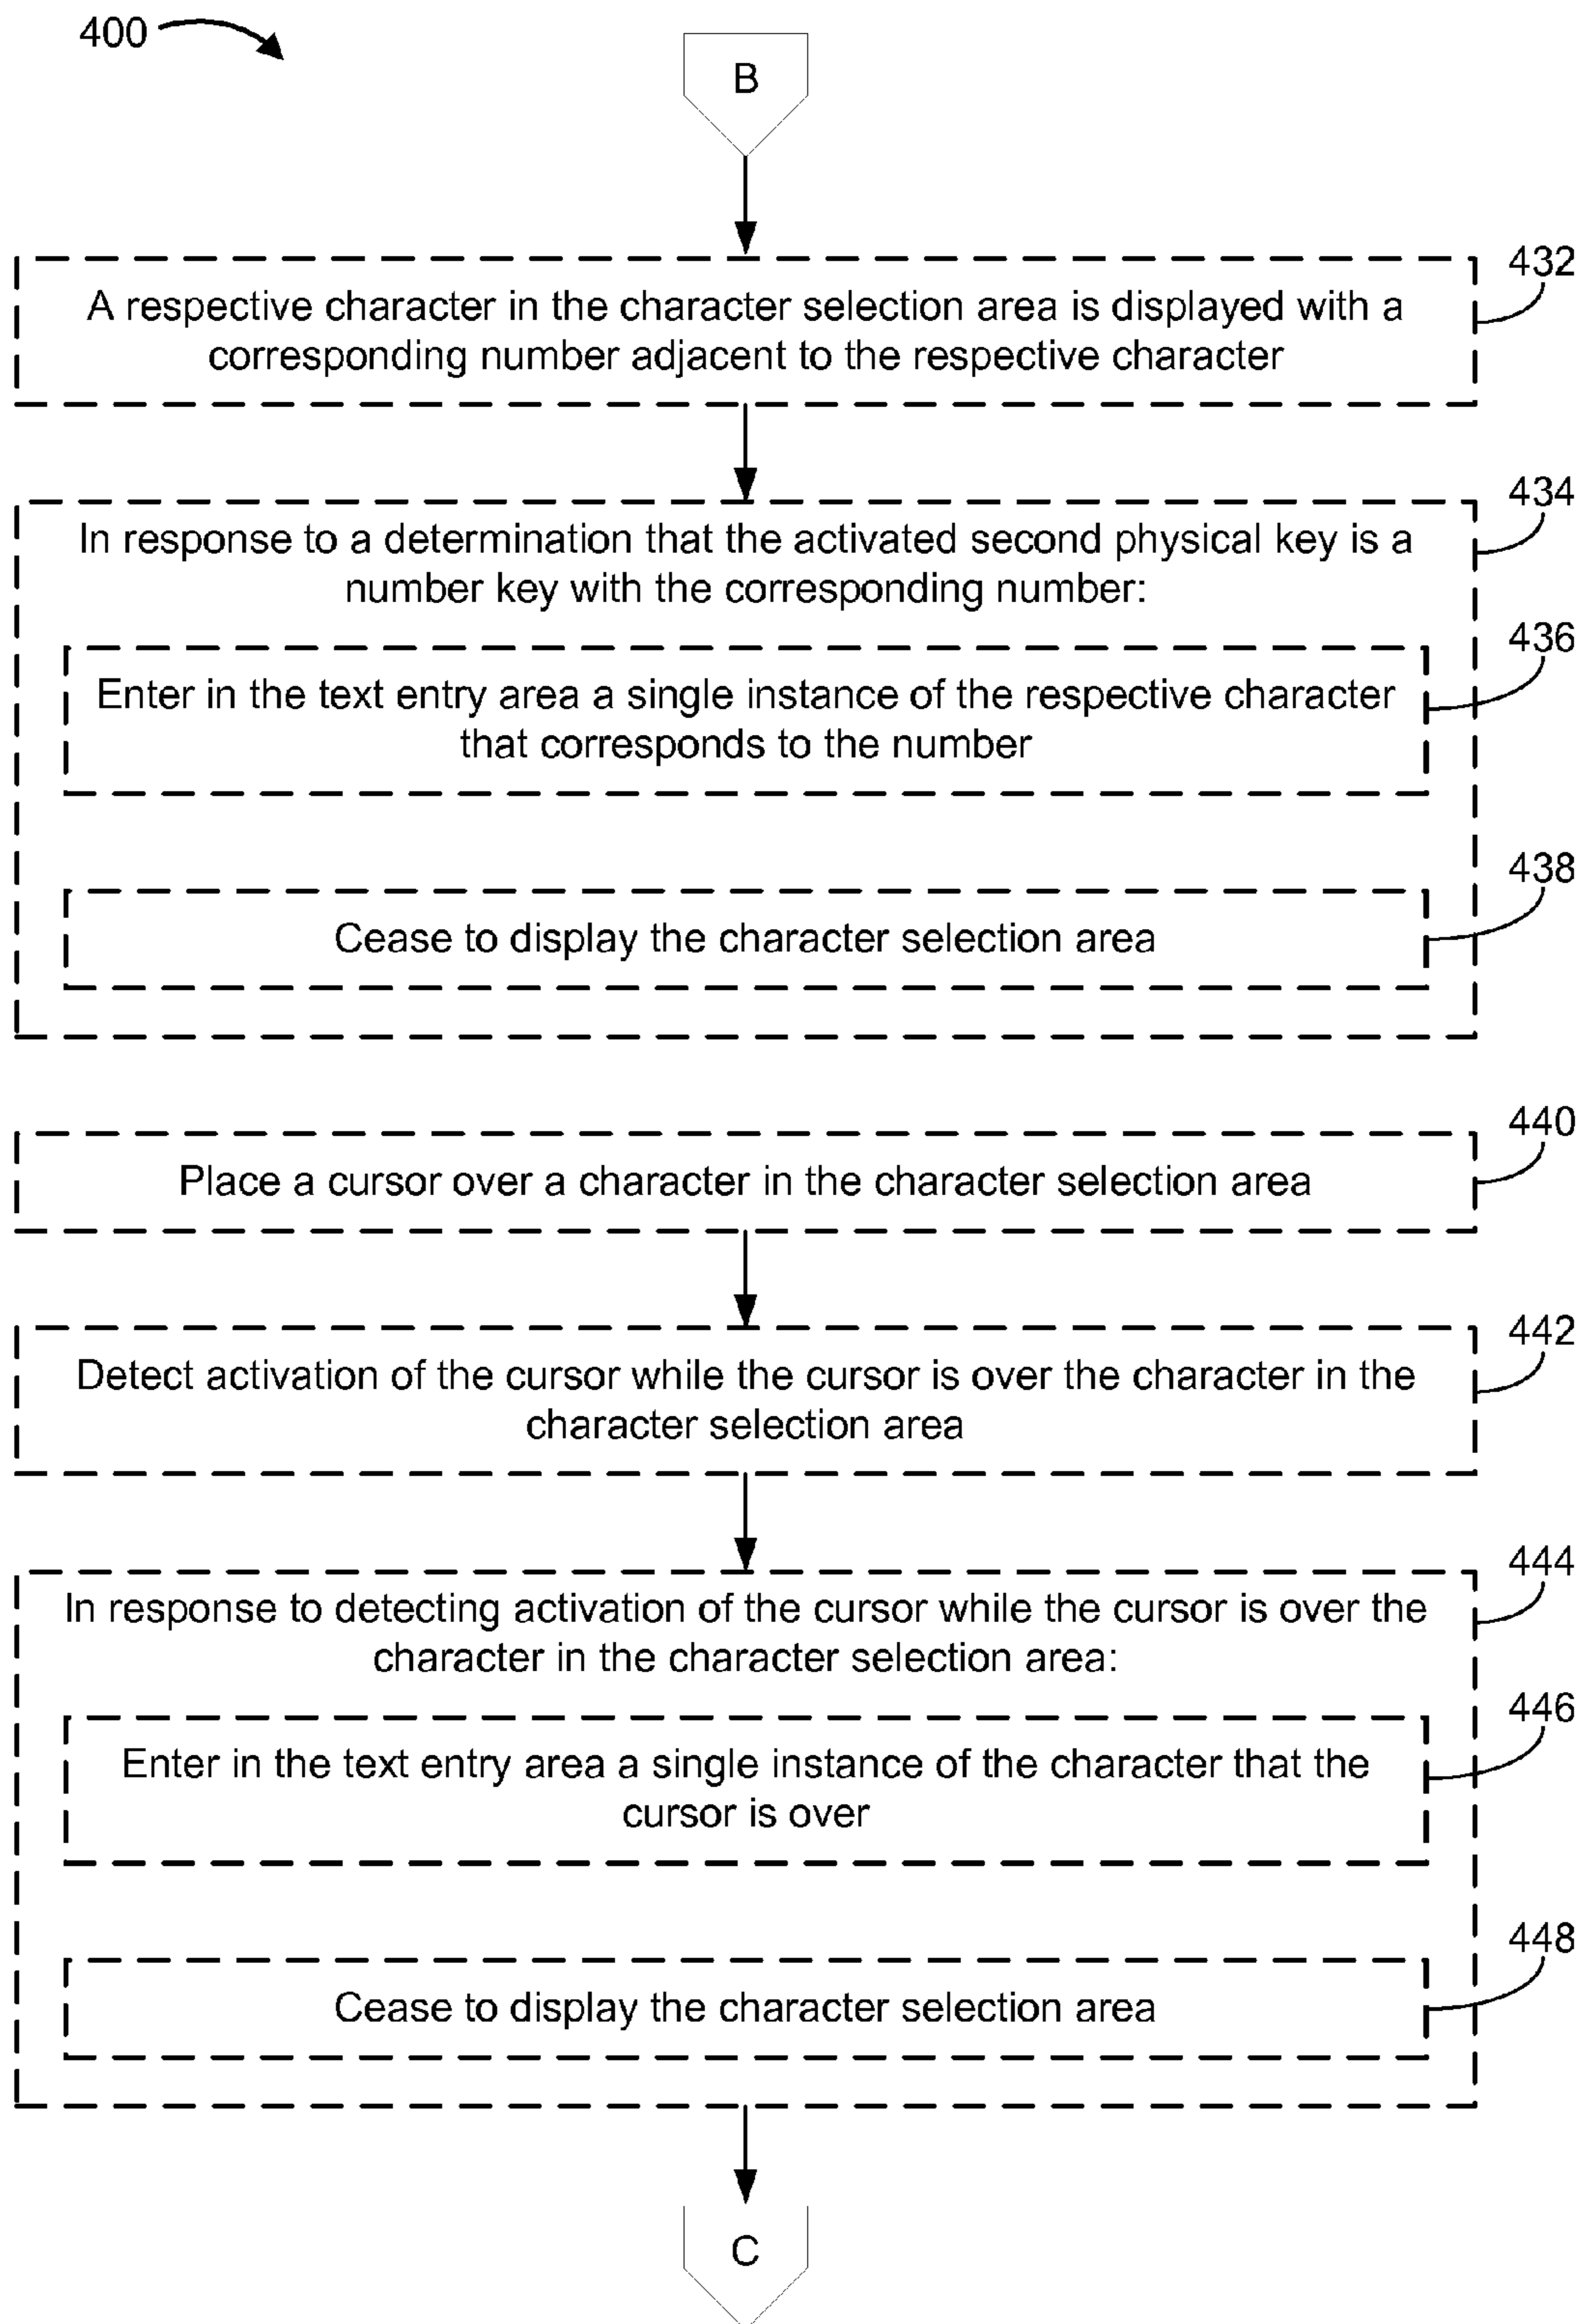 400
B
432
A respective character in the character selection area is displayed with a
corresponding number adjacent to the respective character
434
In response to a determination that the activated second physical key is a
number key with the corresponding number:
436
Enter in the text entry area a single instance of the respective character
that corresponds to the number
438
Cease to display the character selection area
440
Place a cursor over a character in the character selection area
442
Detect activation of the cursor while the cursor is over the character in the
character selection area
444
In response to detecting activation of the cursor while the cursor is over the
character in the character selection area:
446
Enter in the text entry area a single instance of the character that the
cursor is over
448
Cease to display the character selection area
C